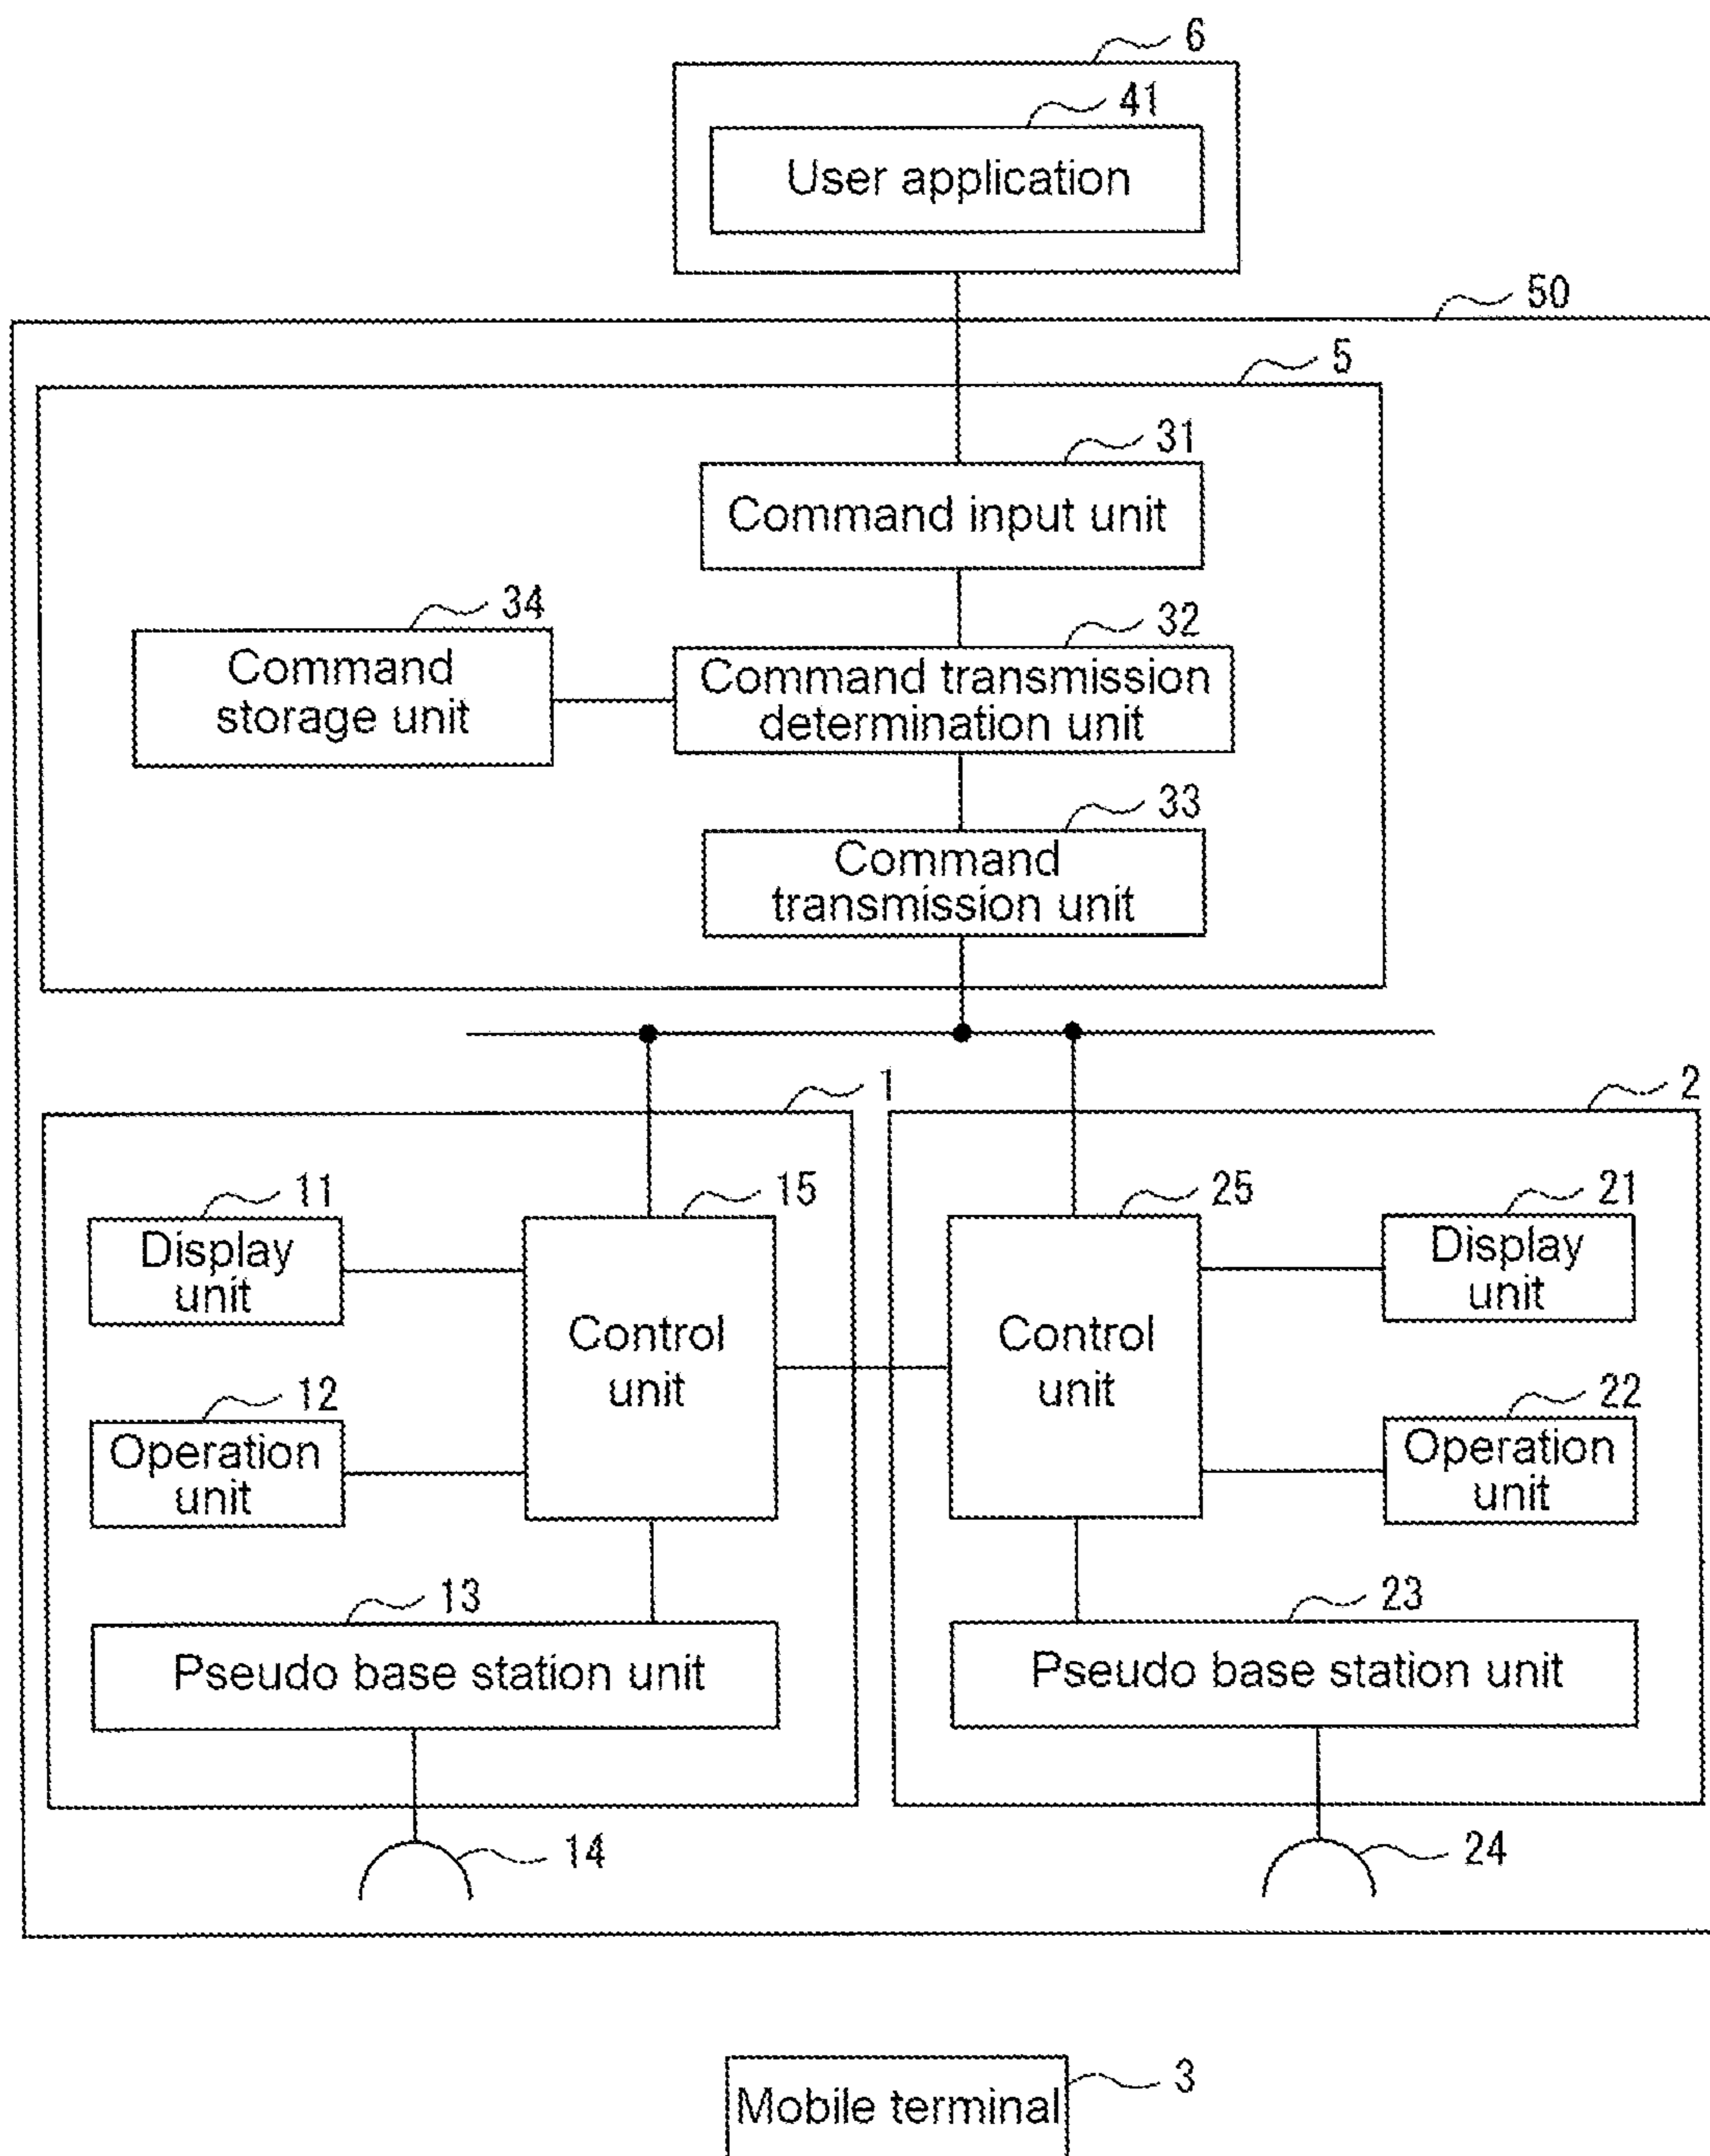 6
41
User application
50
5
31
Command input unit
34
32
Command
storage unit
Command transmission
determination unit
33
Command
transmission unit
1
2
11
15
25
21
Display
unit
Control
unit
Control
unit
Display
unit
12
22
Operation
unit
Operation
unit
13
23
Pseudo base station unit
Pseudo base station unit
14
24
3
Mobile terminal